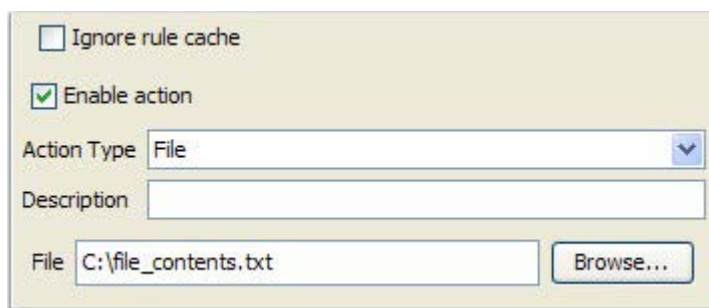 Ignore rule cache
Enable action
Action Type File
Description
File C:\file_contents.txt Browse...